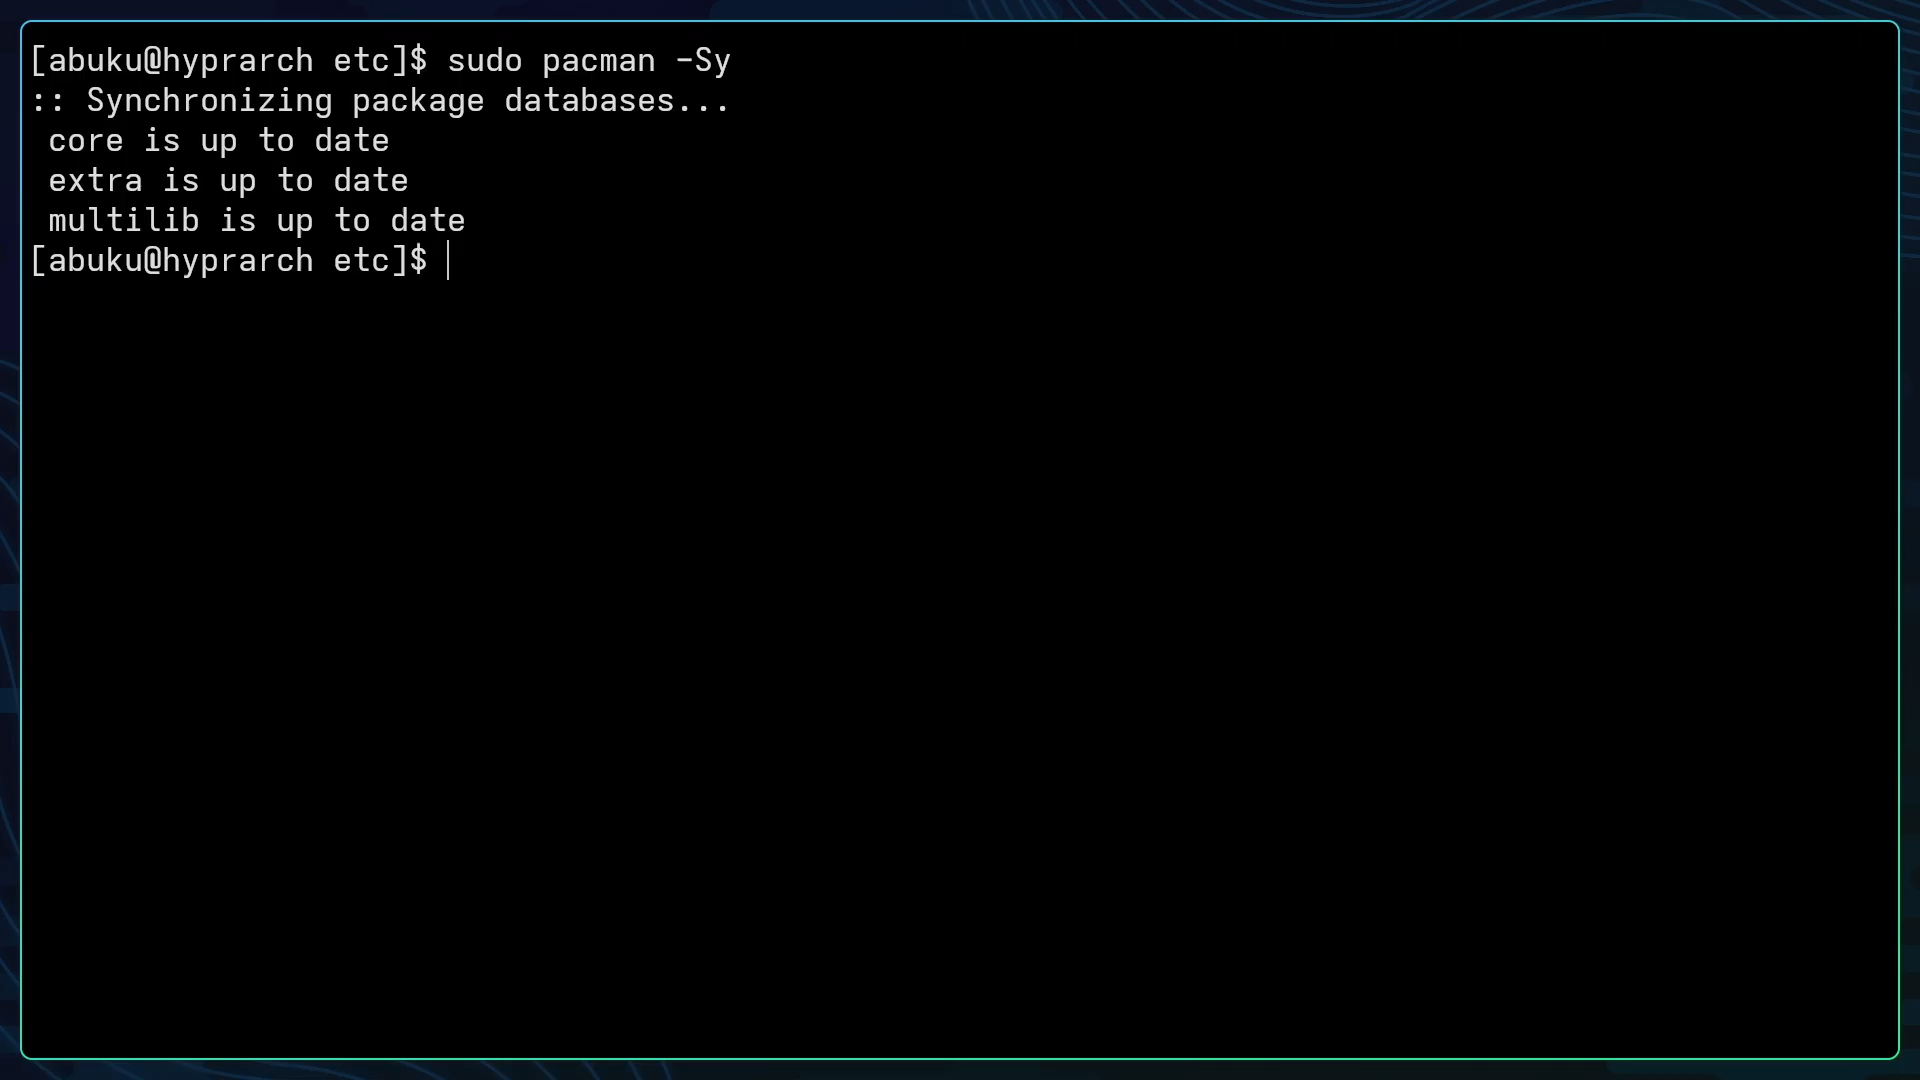 [abuku@hyprarch etc]$ sudo pacman -Sy
:: Synchronizing package databases...
 core is up to date
 extra is up to date
 multilib is up to date
[abuku@hyprarch etc]$